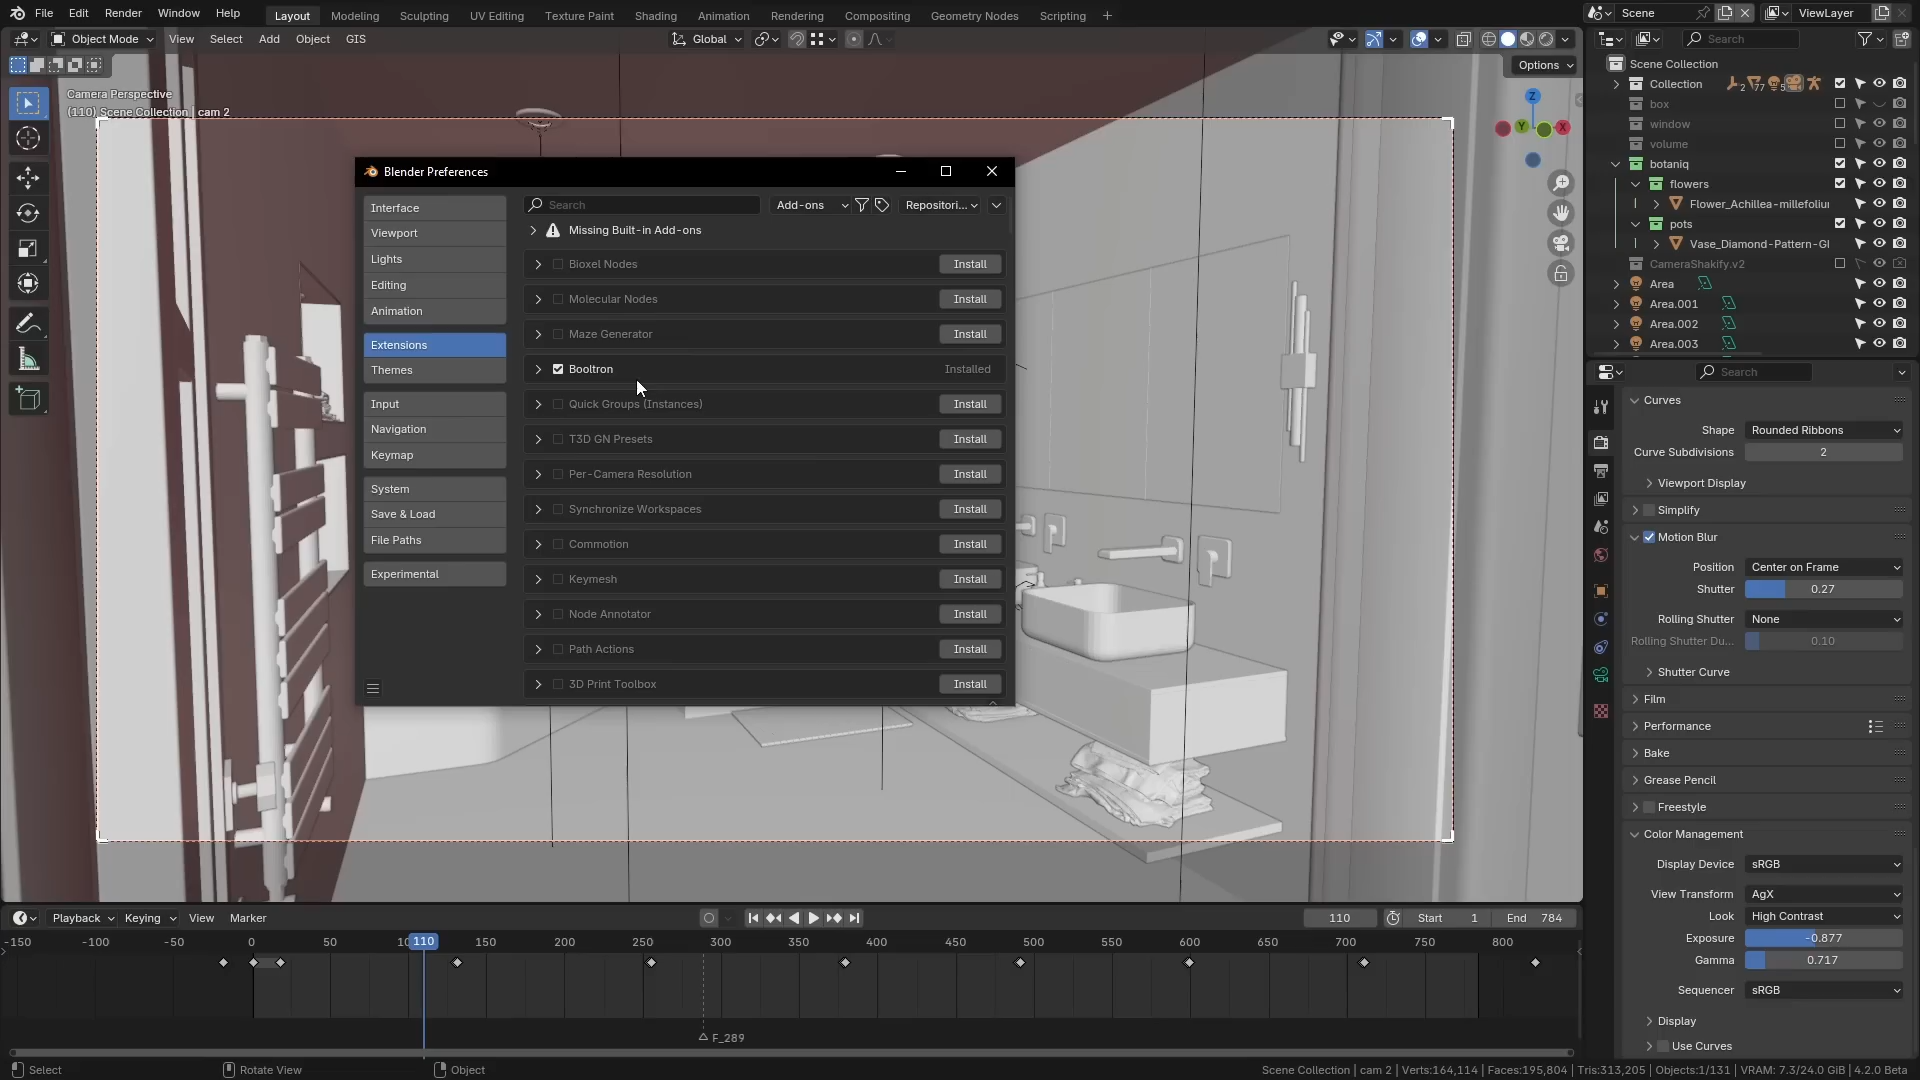 File Edit Render Window Help Layout Modeling Sculpting UV Editing Texture Paint Shading Animation Rendering Compositing Geometry Nodes Scripting + Scene ViewLayer
Object Mode View Select Add Object GIS Global Search
Options
Camera Perspective
(110) Scene Collection | cam 2
Z
Y
X
Blender Preferences
Interface
Viewport
Lights
Editing
Animation
Extensions
Themes
Input
Navigation
Keymap
System
Save & Load
File Paths
Experimental
Search Add-ons Repositori...
Missing Built-in Add-ons
Bioxel Nodes Install
Molecular Nodes Install
Maze Generator Install
Booltron Installed
Quick Groups (Instances) Install
T3D GN Presets Install
Per-Camera Resolution Install
Synchronize Workspaces Install
Commotion Install
Keymesh Install
Node Annotator Install
Path Actions Install
3D Print Toolbox Install
Scene Collection
Collection 2 77 5
box
window
volume
botaniq
flowers
Flower_Achillea-millefoliu
pots
Vase_Diamond-Pattern-Gl
CameraShakify.v2
Area
Area.001
Area.002
Area.003
Search
Curves
Shape Rounded Ribbons
Curve Subdivisions 2
Viewport Display
Simplify
Motion Blur
Position Center on Frame
Shutter 0.27
Rolling Shutter None
Rolling Shutter Du... 0.10
Shutter Curve
Film
Performance
Bake
Grease Pencil
Freestyle
Color Management
Display Device sRGB
View Transform AgX
Look High Contrast
Exposure -0.877
Gamma 0.717
Sequencer sRGB
Display
Use Curves
Playback Keying View Marker 110 Start 1 End 784
-150 -100 -50 0 50 10 110 150 200 250 300 350 400 450 500 550 600 650 700 750 800
F_289
Select Rotate View Object Scene Collection | cam 2 | Verts:164,114 | Faces:195,804 | Tris:313,205 | Objects:1/131 | VRAM: 7.3/24.0 GiB | 4.2.0 Beta